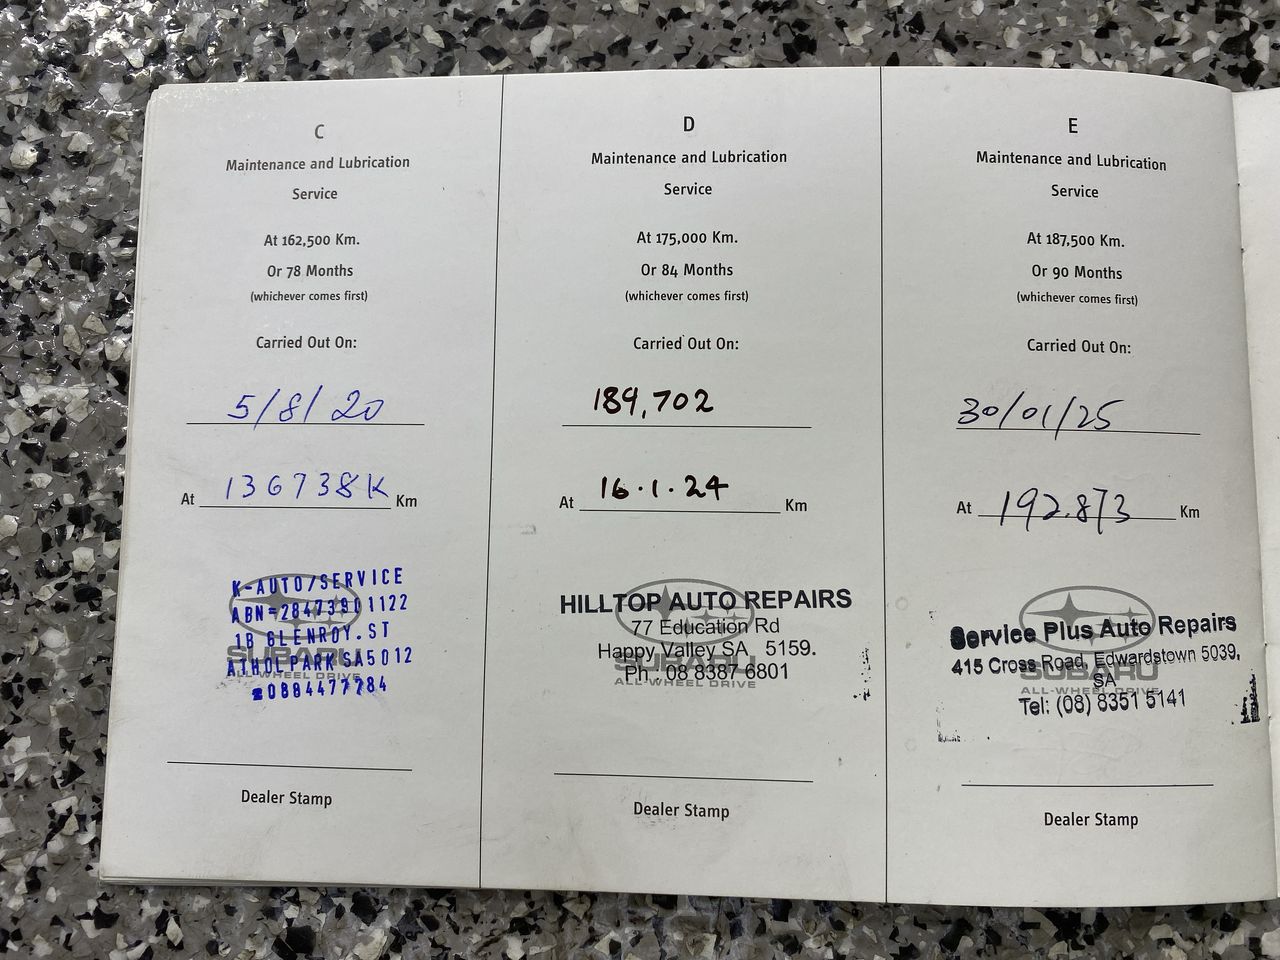 C
Maintenance and Lubrication
Service
At 162,500 Km.
Or 78 Months
(whichever comes first)
Carried Out On:
5/8/20
At 136738K Km
K-AUTO/SERVICE
ABN=28473901122
1B GLENROY.ST
ATHOLPARK SA5012
☎0884477784
SUBARU
ALL-WHEEL DRIVE
Dealer Stamp
D
Maintenance and Lubrication
Service
At 175,000 Km.
Or 84 Months
(whichever comes first)
Carried Out On:
189,702
At 16.1.24 Km
HILLTOP AUTO REPAIRS
77 Education Rd
Happy Valley SA 5159.
Ph : 08 8387 6801
SUBARU
ALL-WHEEL DRIVE
Dealer Stamp
E
Maintenance and Lubrication
Service
At 187,500 Km.
Or 90 Months
(whichever comes first)
Carried Out On:
30/01/25
At 192.873 Km
Service Plus Auto Repairs
415 Cross Road, Edwardstown 5039,
SA
Tel: (08) 8351 5141
SUBARU
ALL-WHEEL DRIVE
Dealer Stamp